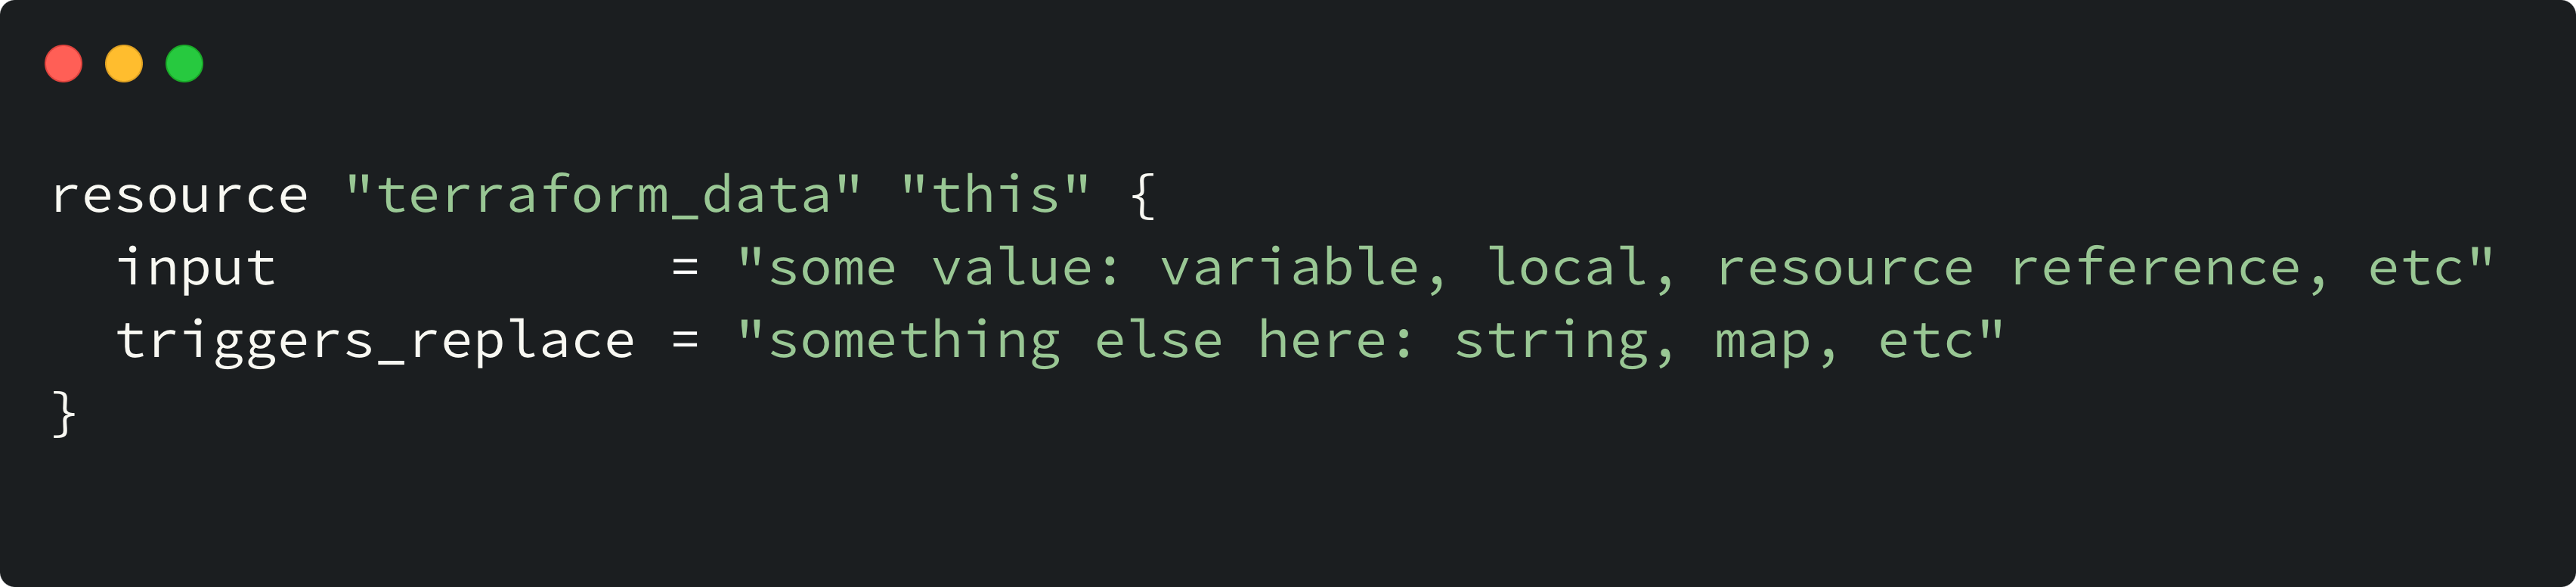 resource "terraform_data" "this" {
  input            = "some value: variable, local, resource reference, etc"
  triggers_replace = "something else here: string, map, etc"
}